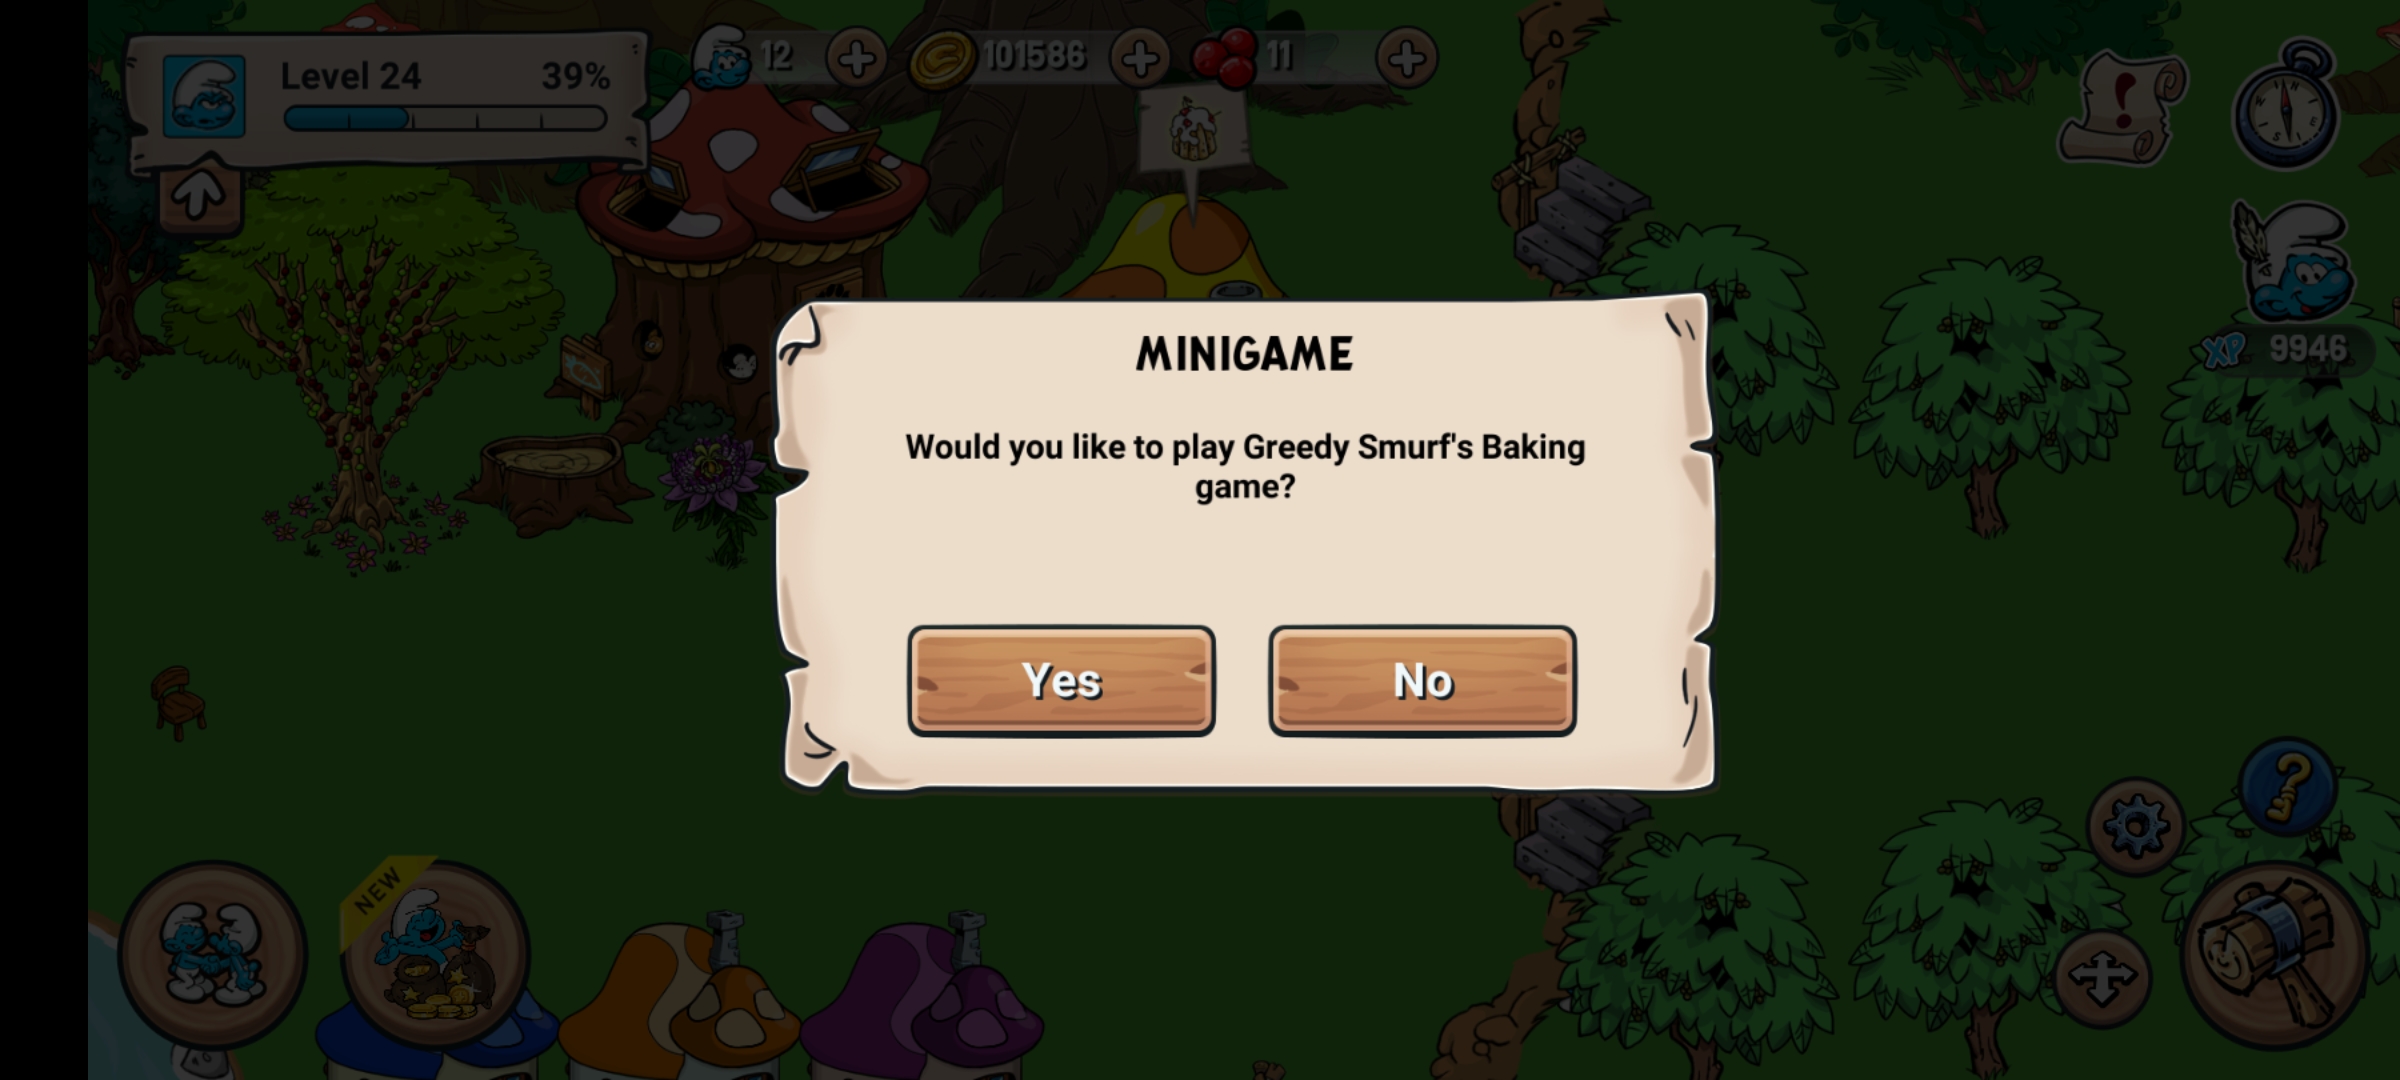 Level 24
39%
12
101586
11
XP 9946
MINIGAME
Would you like to play Greedy Smurf's Baking
game?
Yes
No
NEW